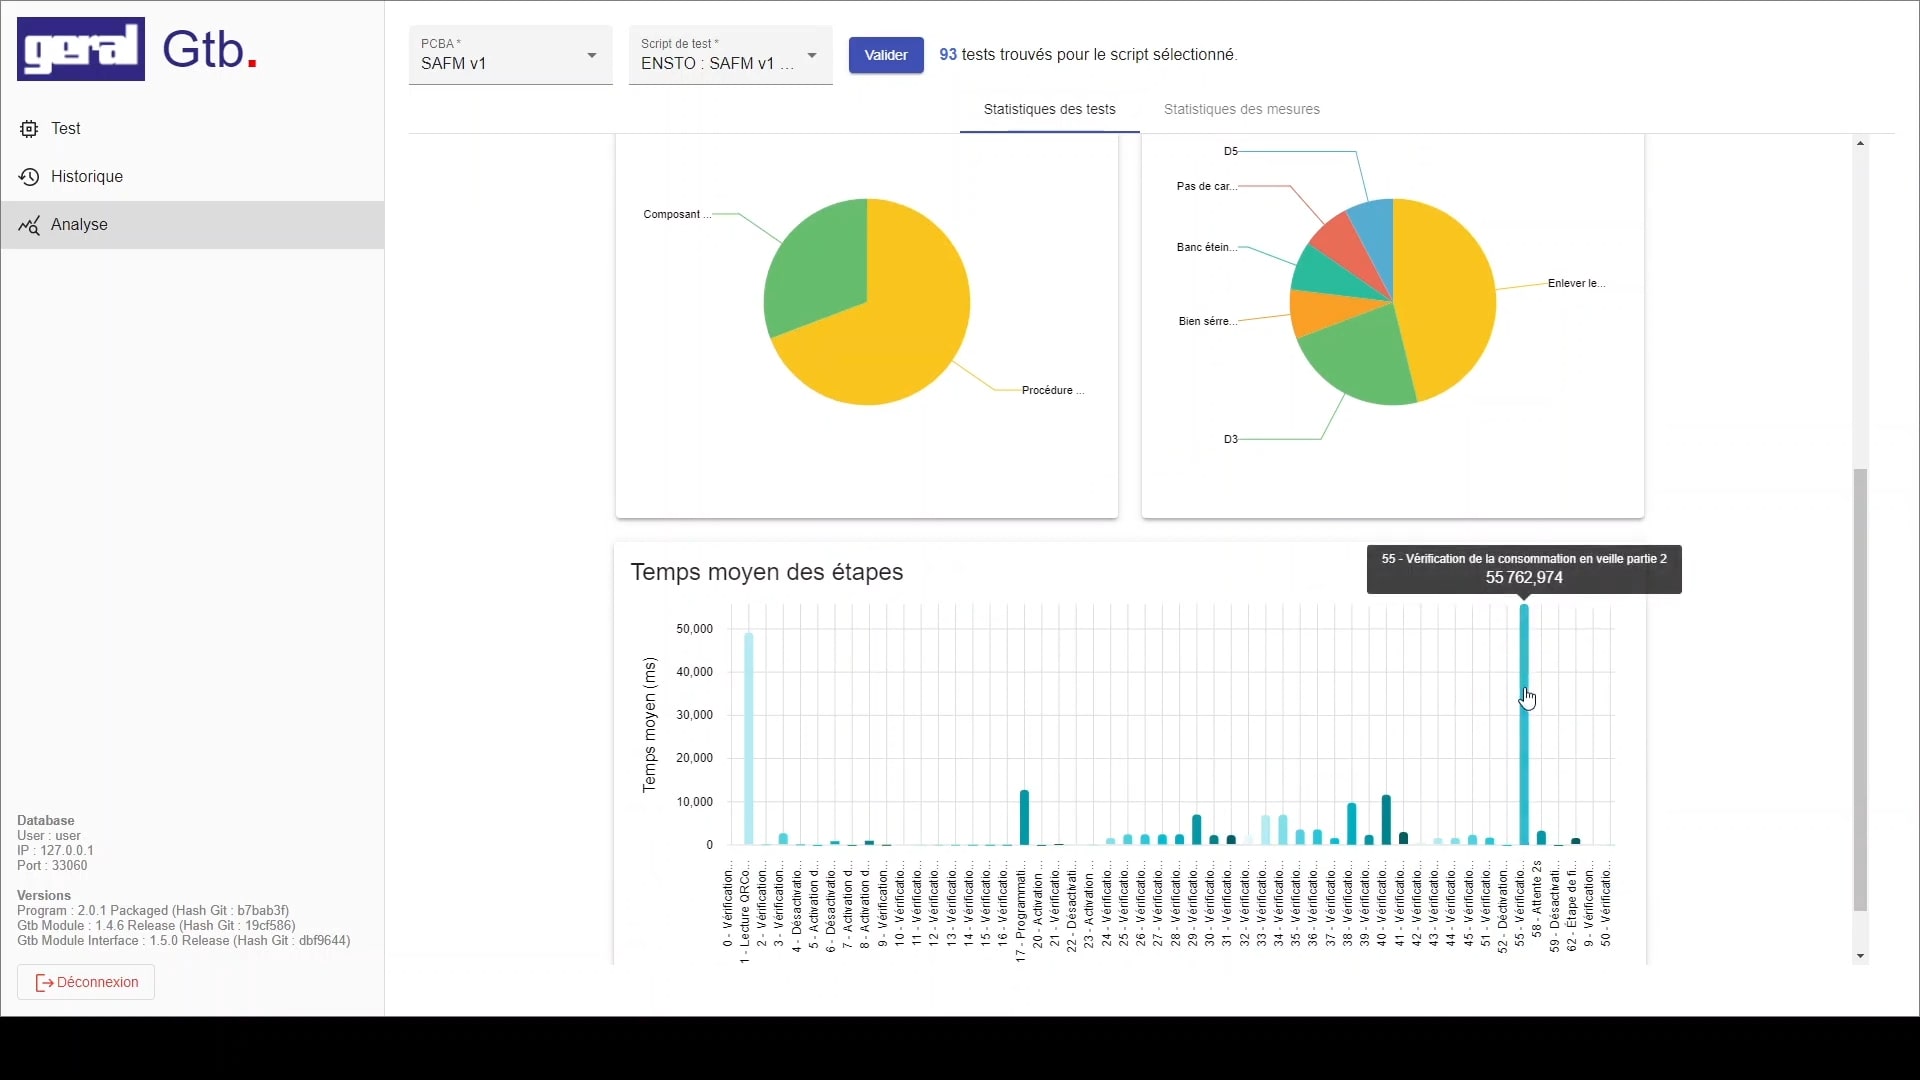 geral Gtb.
Test
Historique
Analyse
Database
User : user
IP : 127.0.0.1
Port : 33060
Versions
Program : 2.0.1 Packaged (Hash Git : b7bab3f)
Gtb Module : 1.4.6 Release (Hash Git : 19cf586)
Gtb Module Interface : 1.5.0 Release (Hash Git : dbf9644)
Déconnexion
PCBA *
SAFM v1
Script de test *
ENSTO : SAFM v1 ...
Valider
93 tests trouvés pour le script sélectionné.
Statistiques des tests
Statistiques des mesures
Composant ...
Procédure ...
D5
Pas de car...
Banc étein...
Bien sérre...
D3
Enlever le...
Temps moyen des étapes
55 - Vérification de la consommation en veille partie 2
55 762,974
Temps moyen (ms)
50,000
40,000
30,000
20,000
10,000
0
0 - Vérification...
1 - Lecture QRCo...
2 - Vérification...
3 - Vérification...
4 - Désactivatio...
5 - Activation d...
6 - Désactivatio...
7 - Activation d...
8 - Activation d...
9 - Vérification...
10 - Vérificatio...
11 - Vérificatio...
12 - Vérificatio...
13 - Vérificatio...
14 - Vérificatio...
15 - Vérificatio...
16 - Vérificatio...
17 - Programmati...
20 - Activation ...
21 - Vérificatio...
22 - Désactivati...
23 - Activation ...
24 - Vérificatio...
25 - Vérificatio...
26 - Vérificatio...
27 - Vérificatio...
28 - Vérificatio...
29 - Vérificatio...
30 - Vérificatio...
31 - Vérificatio...
32 - Vérificatio...
33 - Vérificatio...
34 - Vérificatio...
35 - Vérificatio...
36 - Vérificatio...
37 - Vérificatio...
38 - Vérificatio...
39 - Vérificatio...
40 - Vérificatio...
41 - Vérificatio...
42 - Vérificatio...
43 - Vérificatio...
44 - Vérificatio...
45 - Vérificatio...
51 - Vérificatio...
52 - Déctivation...
55 - Vérificatio...
58 - Attente 2s
59 - Désactivati...
62 - Étape de fi...
9 - Vérification...
50 - Vérificatio...